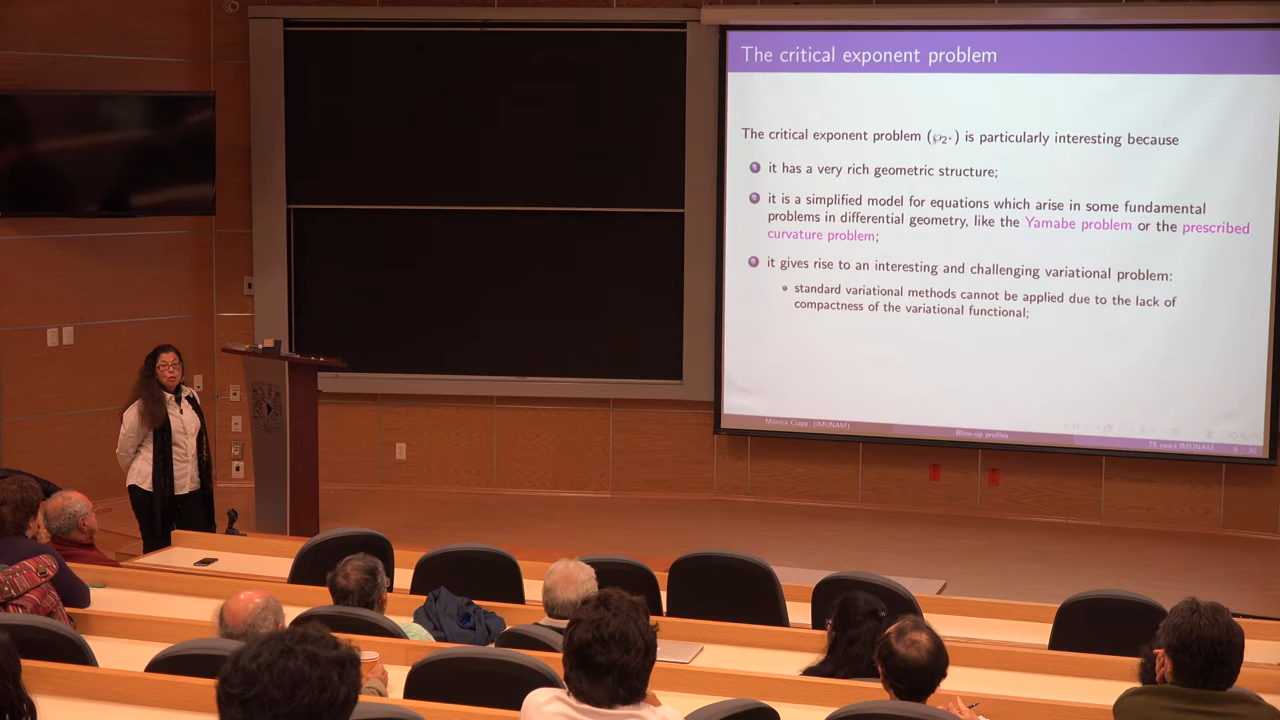 The critical exponent problem
The critical exponent problem (℘2*) is particularly interesting because
1 it has a very rich geometric structure;
2 it is a simplified model for equations which arise in some fundamental
problems in differential geometry, like the Yamabe problem or the prescribed
curvature problem;
3 it gives rise to an interesting and challenging variational problem:
standard variational methods cannot be applied due to the lack of
compactness of the variational functional;
Mónica Clapp (IMUNAM)
Blow-up profiles
75 years IMUNAM